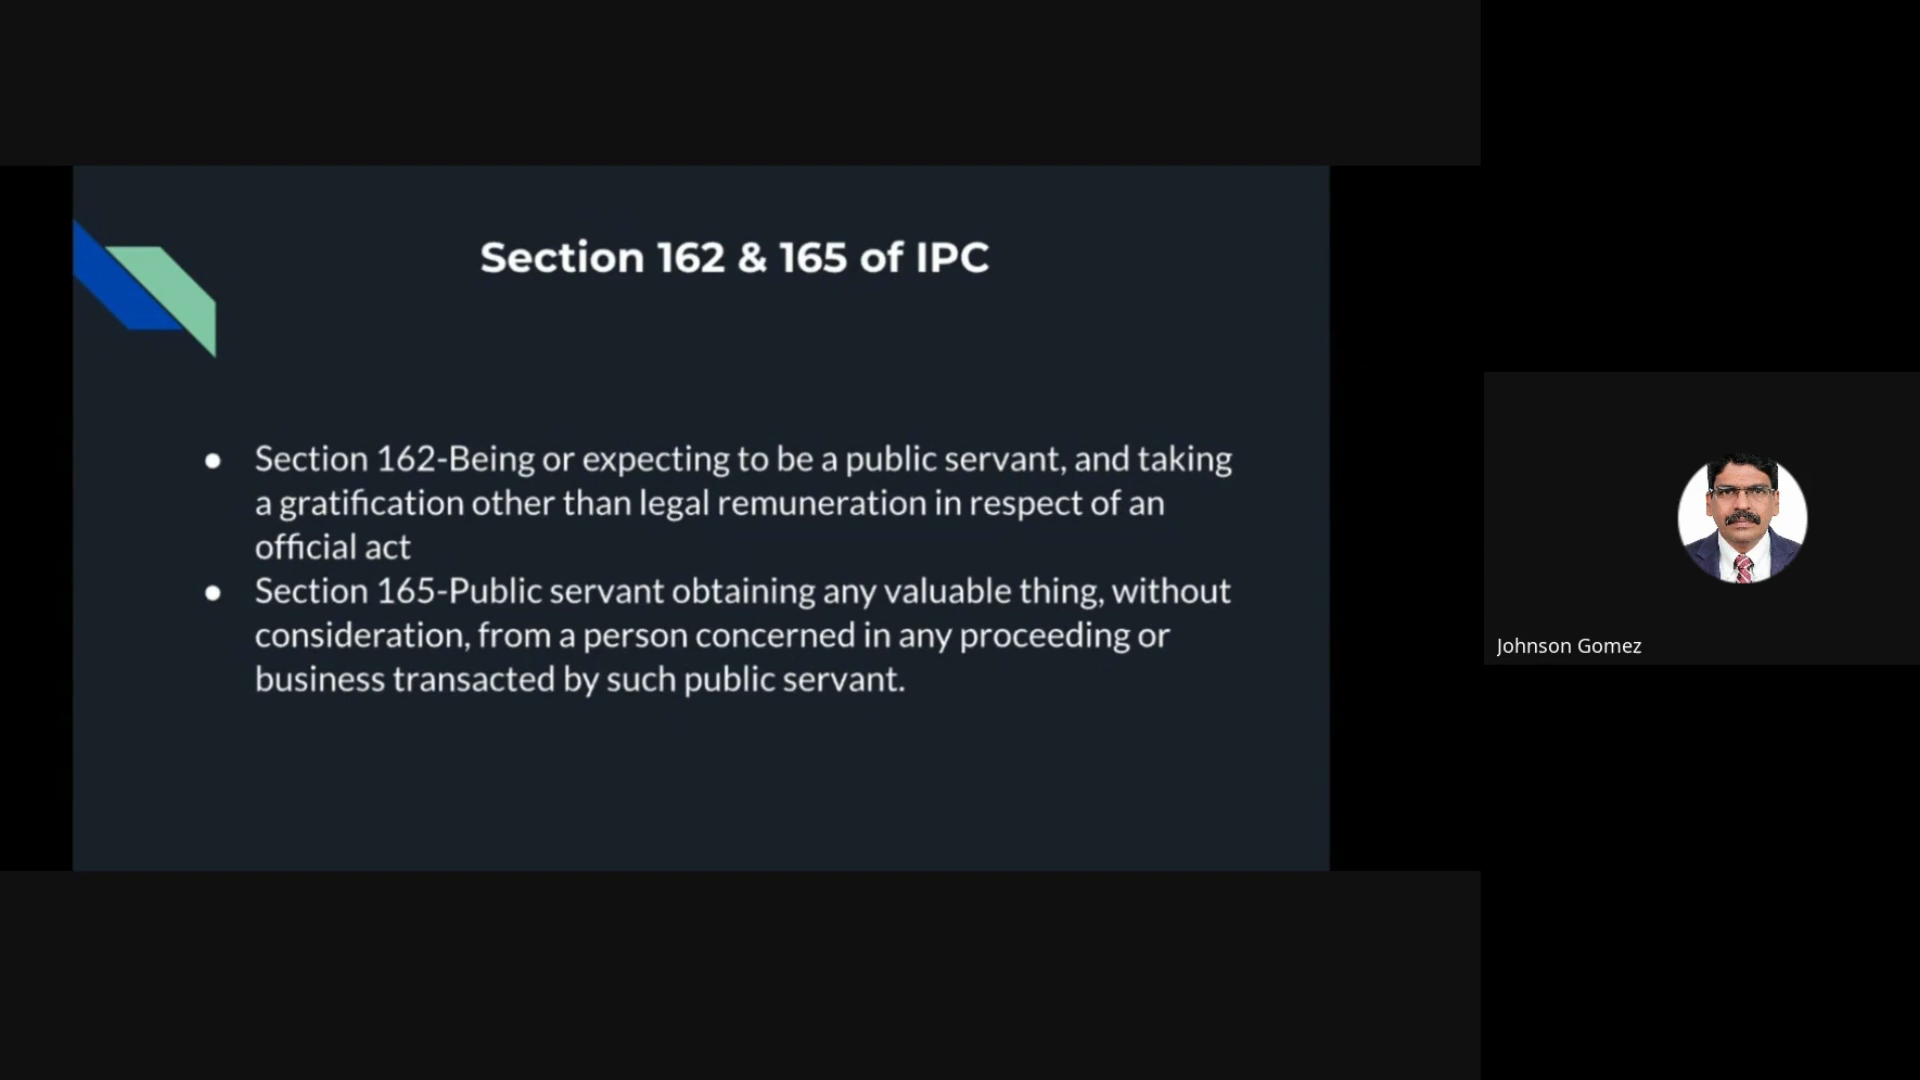 Section 162 & 165 of IPC
● Section 162-Being or expecting to be a public servant, and taking
a gratification other than legal remuneration in respect of an
official act
● Section 165-Public servant obtaining any valuable thing, without
consideration, from a person concerned in any proceeding or
business transacted by such public servant.
Johnson Gomez